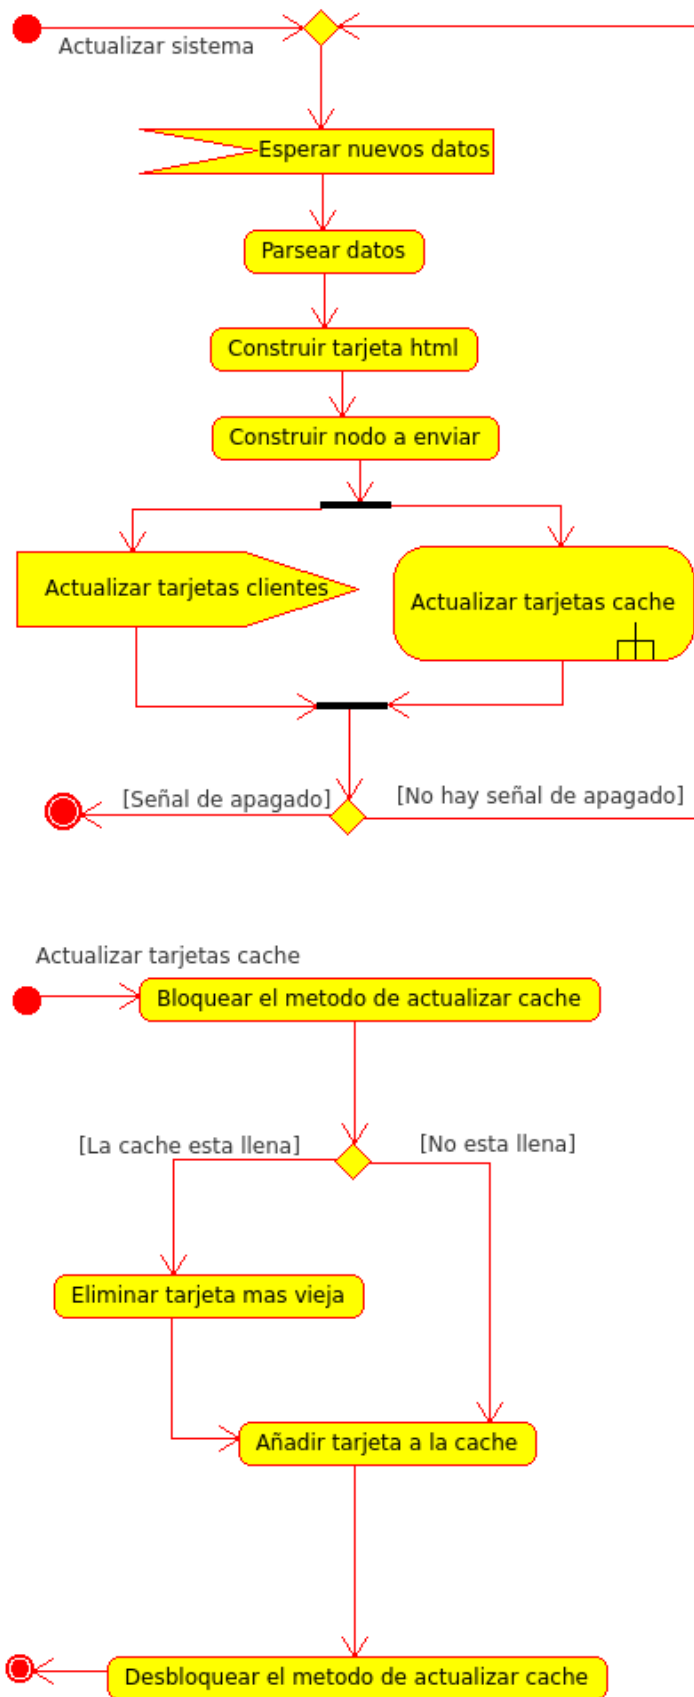 Actualizar sistema
Esperar nuevos datos
Parsear datos
Construir tarjeta html
Construir nodo a enviar
Actualizar tarjetas clientes
Actualizar tarjetas cache
[Señal de apagado]
[No hay señal de apagado]
Actualizar tarjetas cache
Bloquear el metodo de actualizar cache
[La cache esta llena]
[No esta llena]
Eliminar tarjeta mas vieja
Añadir tarjeta a la cache
Desbloquear el metodo de actualizar cache